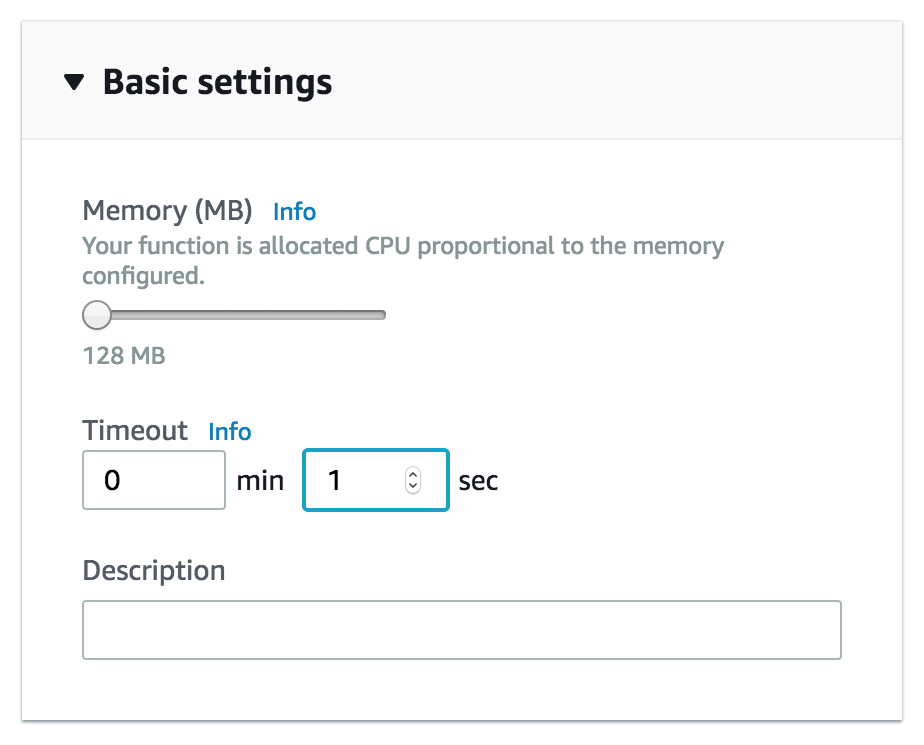 Basic settings
Memory (MB) Info
Your function is allocated CPU proportional to the memory
configured.
128 MB
Timeout Info
0 min 1 sec
Description